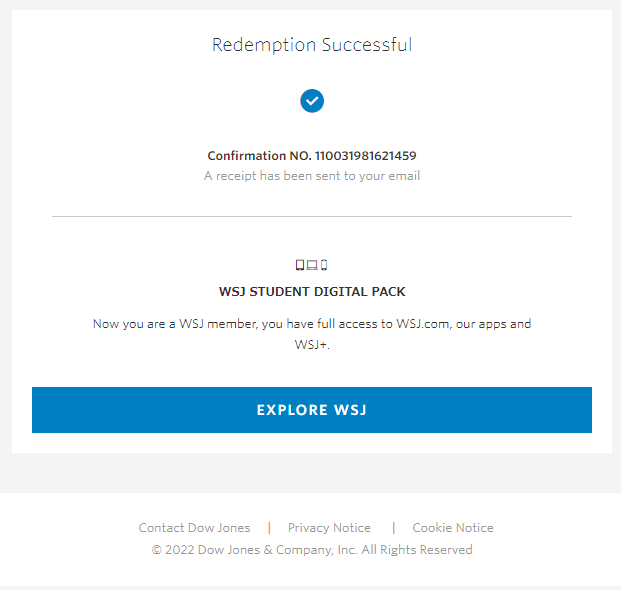 Redemption Successful
Confirmation NO. 110031981621459
A receipt has been sent to your email
WSJ STUDENT DIGITAL PACK
Now you are a WSJ member, you have full access to WSJ.com, our apps and
WSJ+.
EXPLORE WSJ
Contact Dow Jones | Privacy Notice | Cookie Notice
© 2022 Dow Jones & Company, Inc. All Rights Reserved